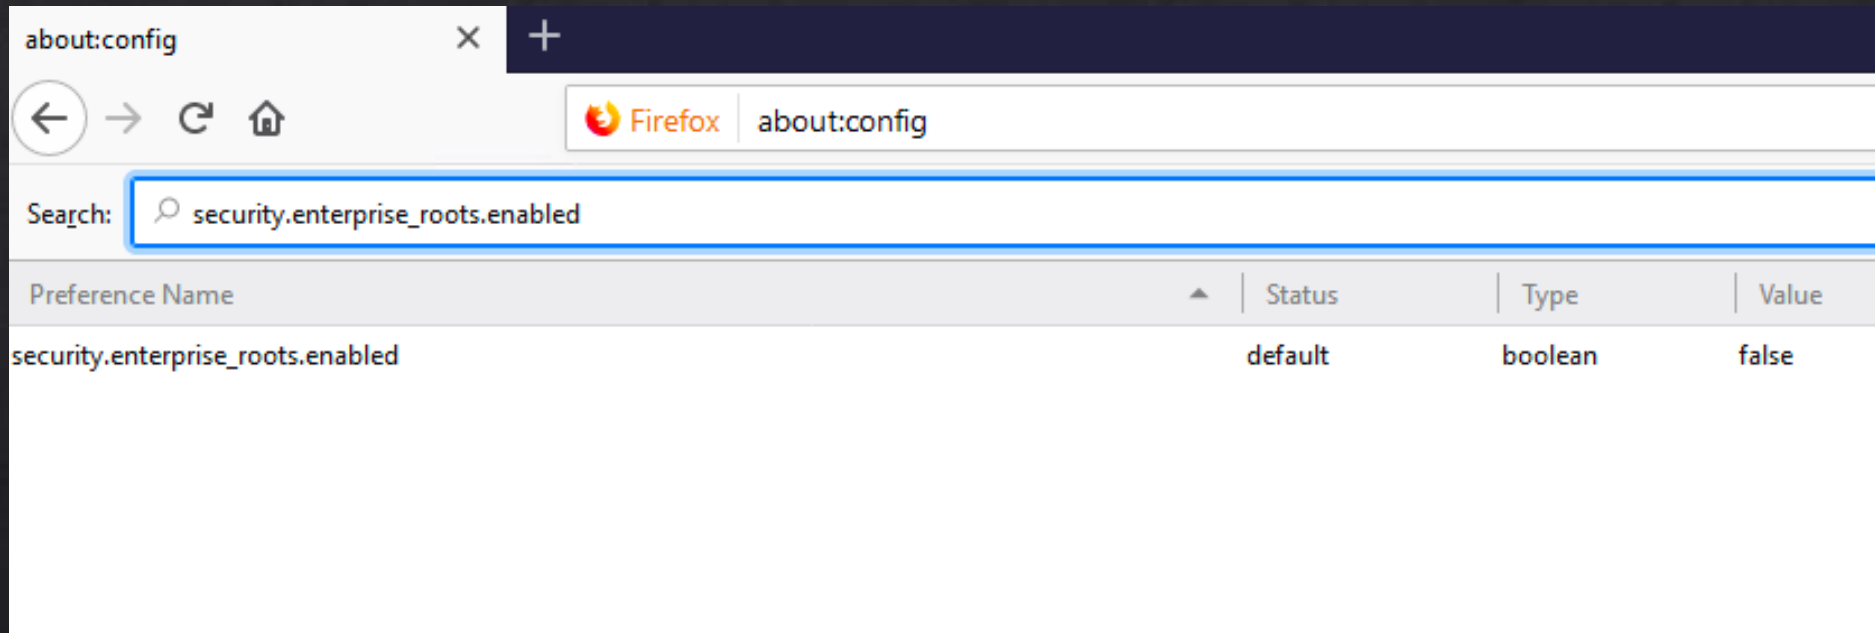 about:config
Firefox about:config
Search: security.enterprise_roots.enabled
Preference Name Status Type Value
security.enterprise_roots.enabled default boolean false